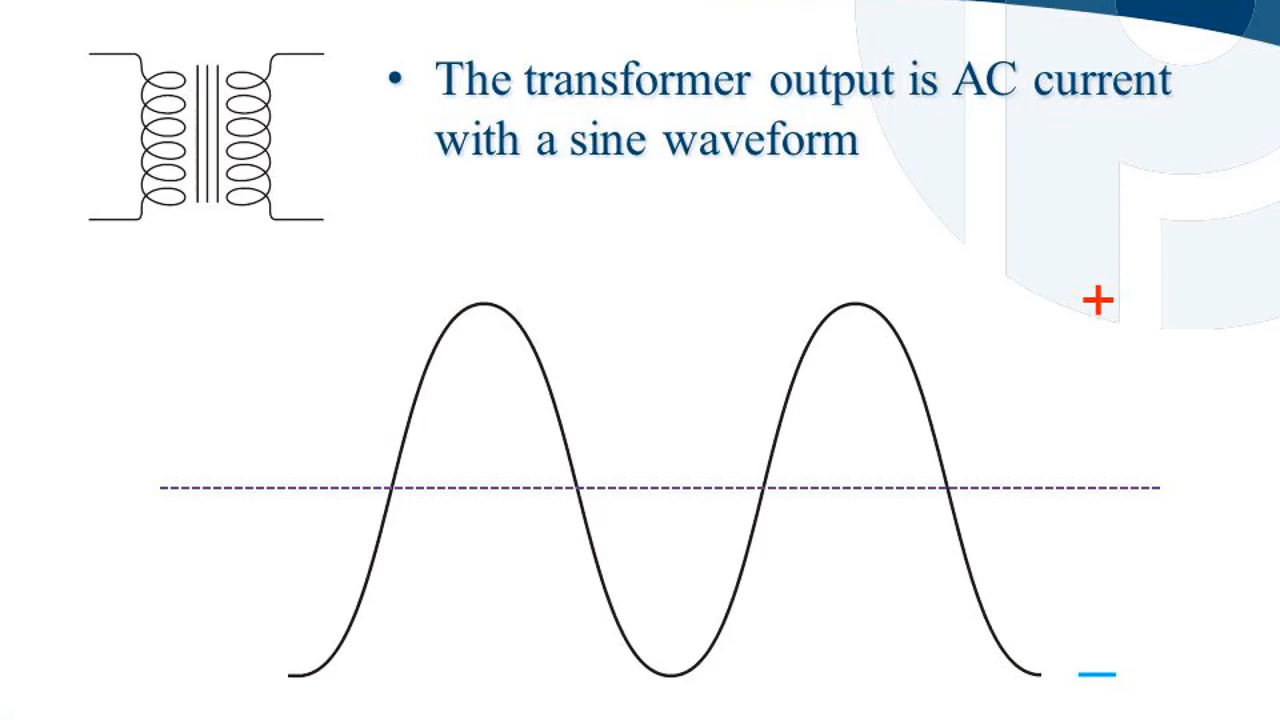 • The transformer output is AC current
with a sine waveform
+
–